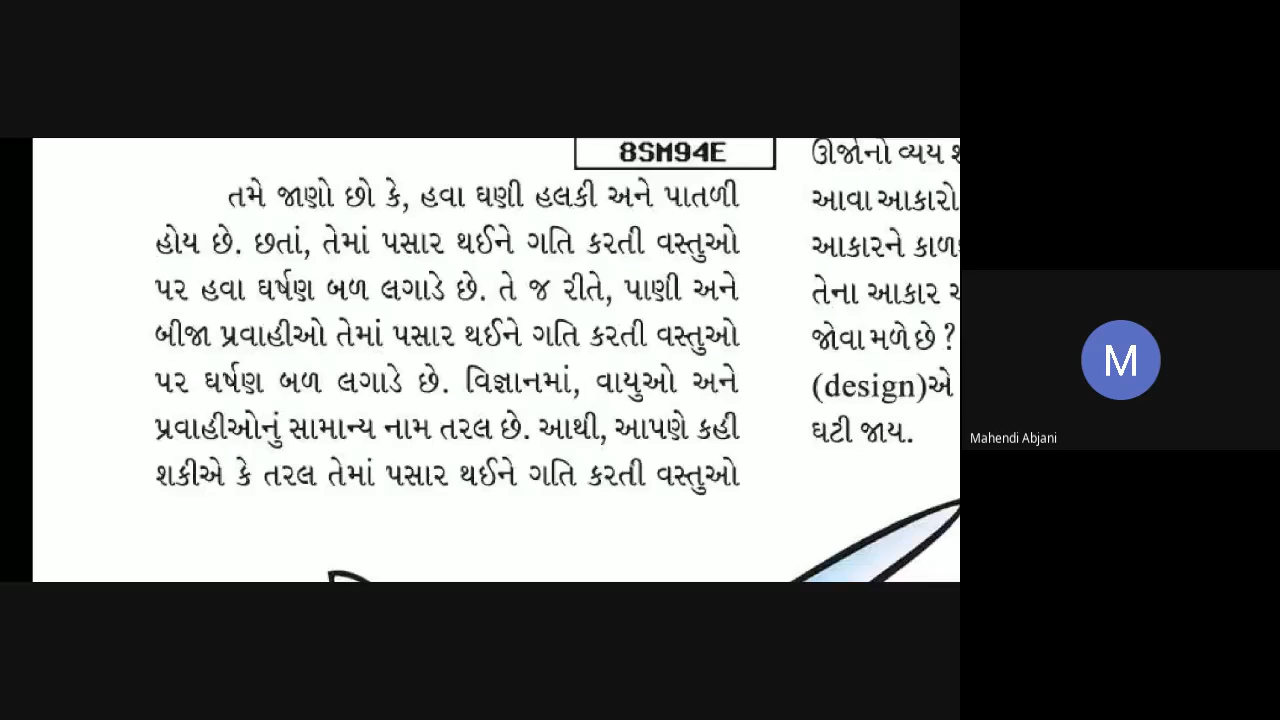 8SM94E
તમે જાણો છો કે, હવા ઘણી હલકી અને પાતળી
હોય છે. છતાં, તેમાં પસાર થઈને ગતિ કરતી વસ્તુઓ
પર હવા ઘર્ષણ બળ લગાડે છે. તે જ રીતે, પાણી અને
બીજા પ્રવાહીઓ તેમાં પસાર થઈને ગતિ કરતી વસ્તુઓ
પર ઘર્ષણ બળ લગાડે છે. વિજ્ઞાનમાં, વાયુઓ અને
પ્રવાહીઓનું સામાન્ય નામ તરલ છે. આથી, આપણે કહી
શકીએ કે તરલ તેમાં પસાર થઈને ગતિ કરતી વસ્તુઓ
ઊર્જાનો વ્યય
આવા આકારો
આકારને
તેના આકાર
જોવા મળે છે ?
(design)એ
ઘટી જાય.
M
Mahendi Abjani